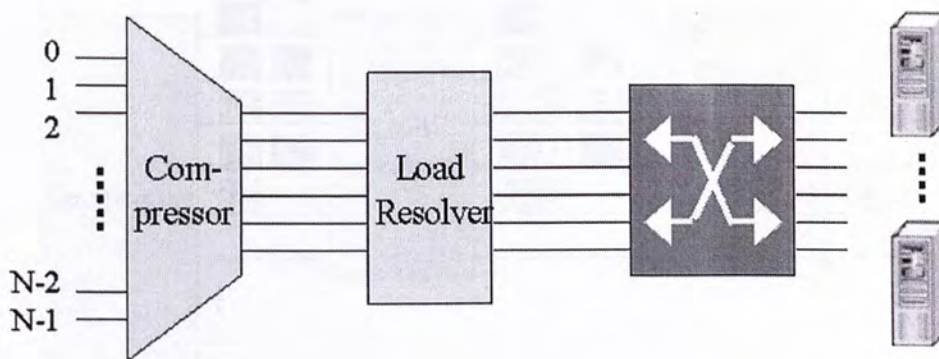 0
1
2
Com-
pressor
N-2
N-1
Load
Resolver